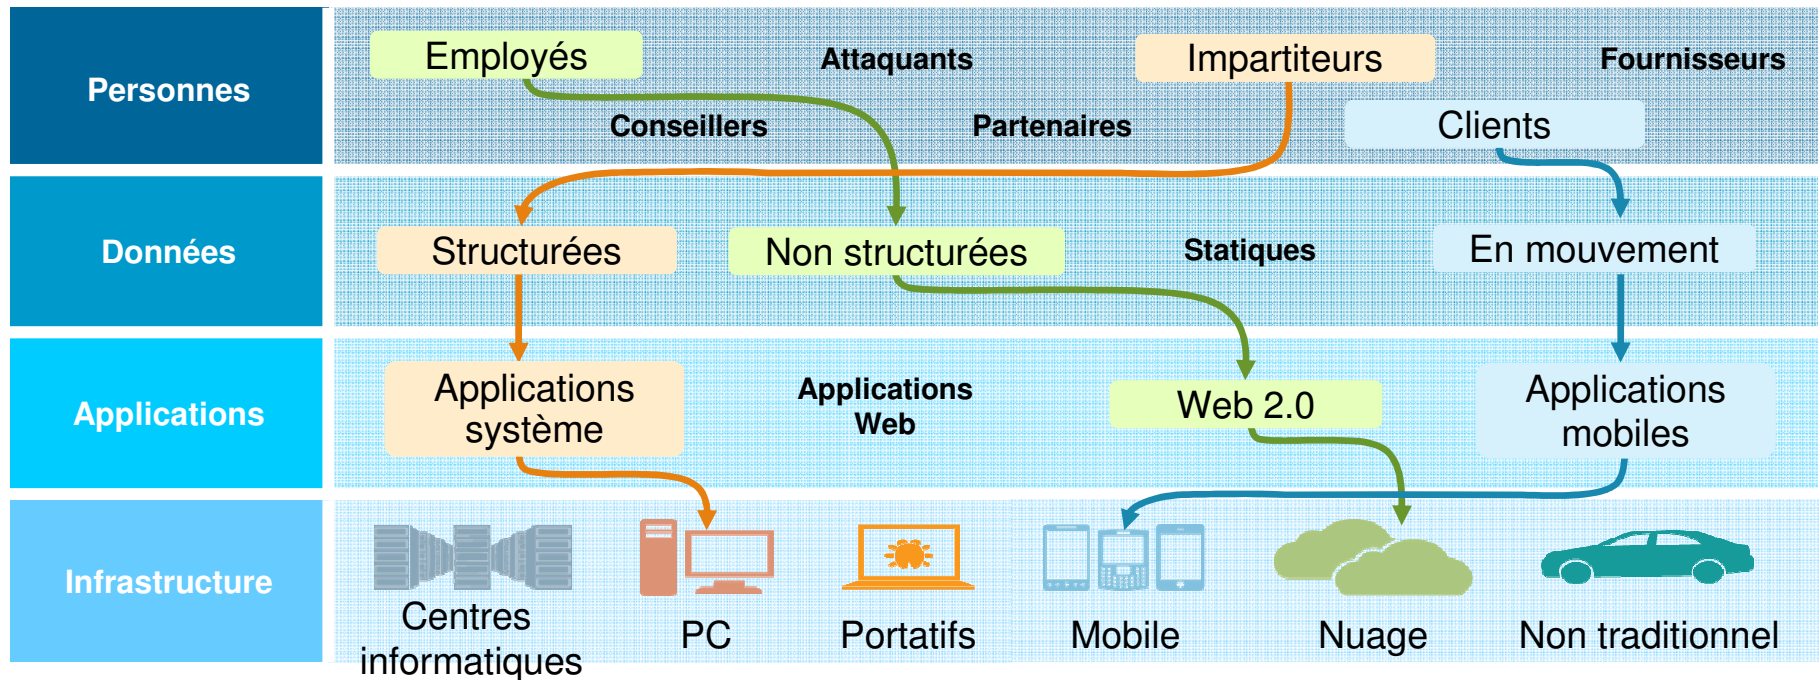 Personnes
Employés
Attaquants
Impartiteurs
Fournisseurs
Conseillers
Partenaires
Clients
Données
Structurées
Non structurées
Statiques
En mouvement
Applications
Applications
système
Applications
Web
Web 2.0
Applications
mobiles
Infrastructure
Centres
informatiques
PC
Portatifs
Mobile
Nuage
Non traditionnel